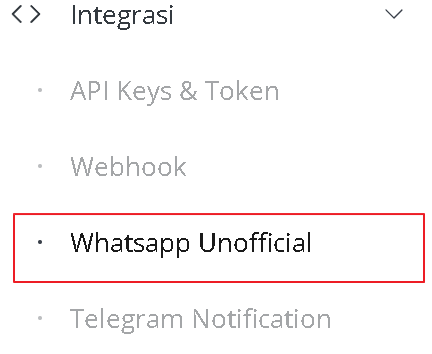 Integrasi
API Keys & Token
Webhook
Whatsapp Unofficial
Telegram Notification